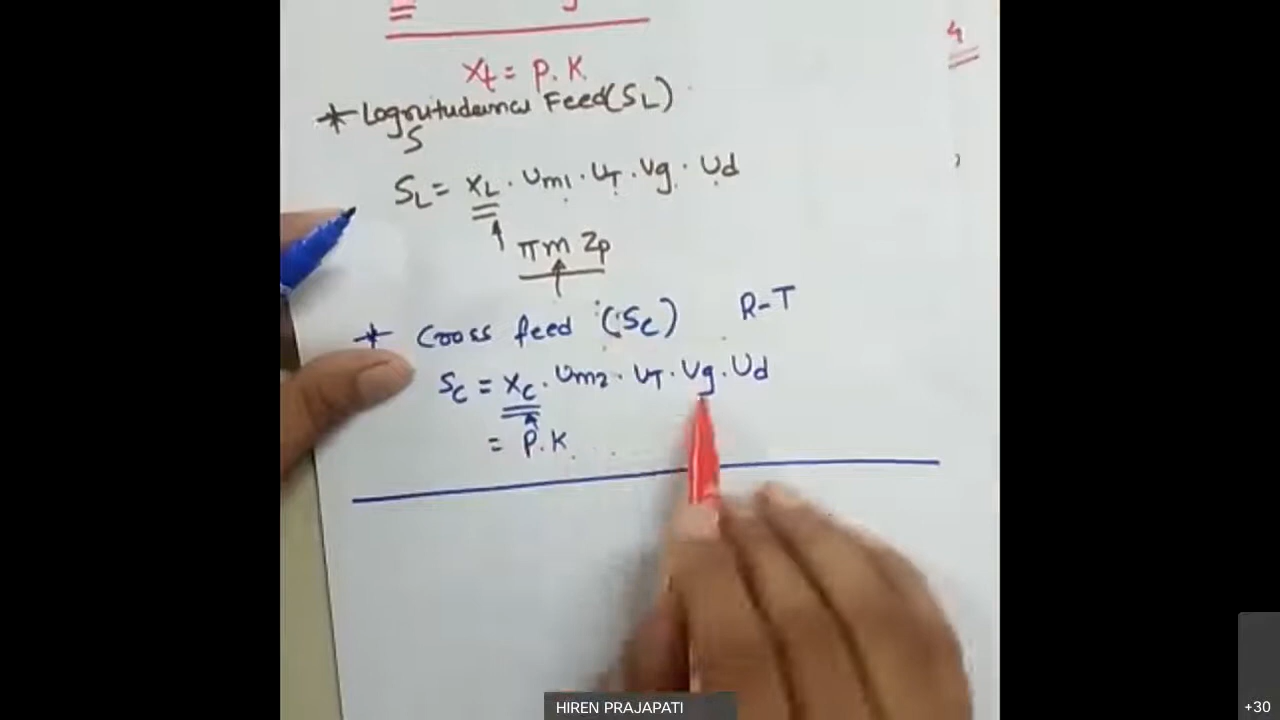 Xt = P.K
* Lognitudanal Feed (SL)
S
SL = XL . Um1 . UT . Ug . Ud
πm Zp
* Cross feed (Sc) R-T
Sc = Xc . Um2 . UT . Ug . Ud
= P.K
HIREN PRAJAPATI
+30